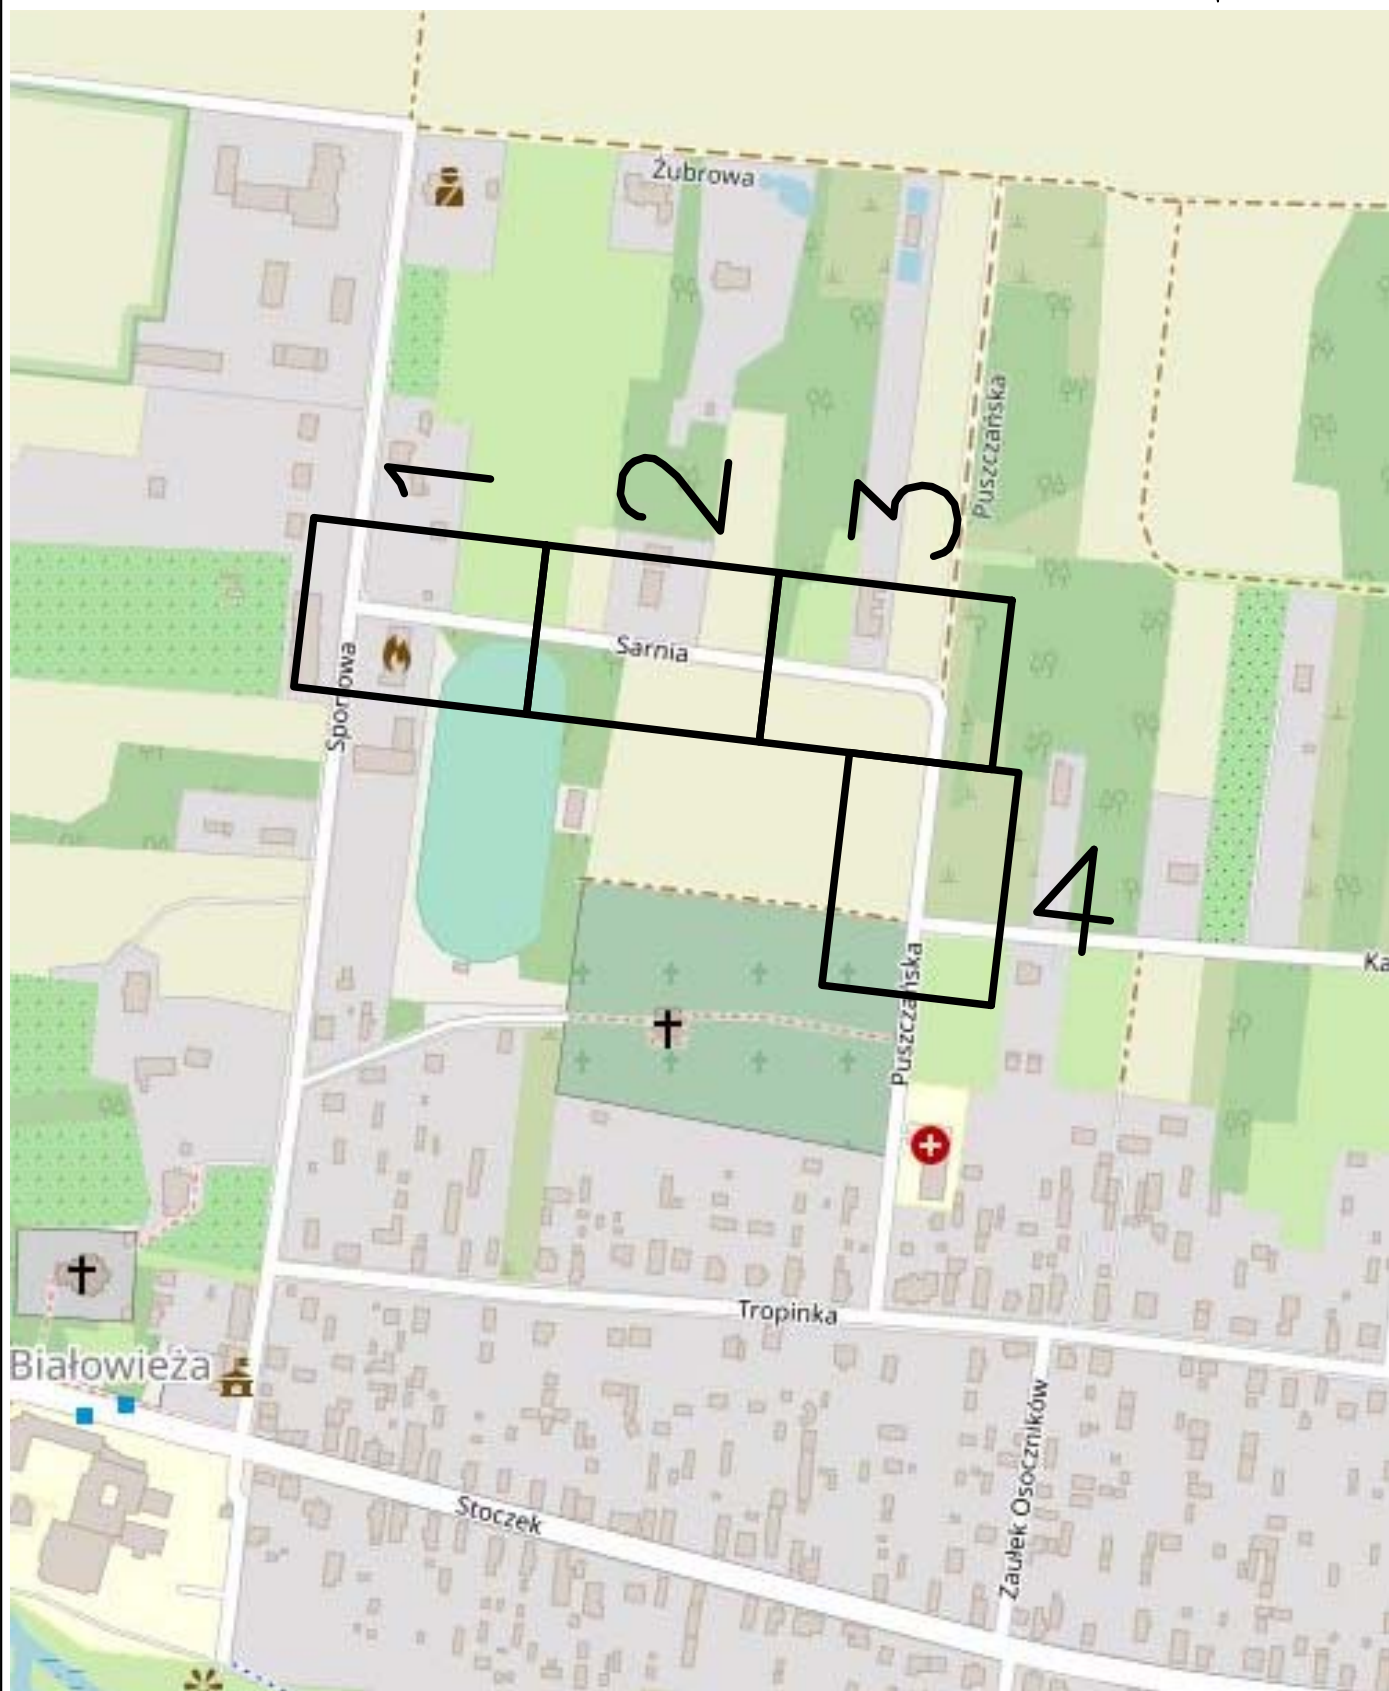 Żubrowa
Puszczańska
1
2
3
Sarnia
Sportowa
4
Puszczańska
Ka
Tropinka
Białowieża
Zaułek Osoczników
Stoczek